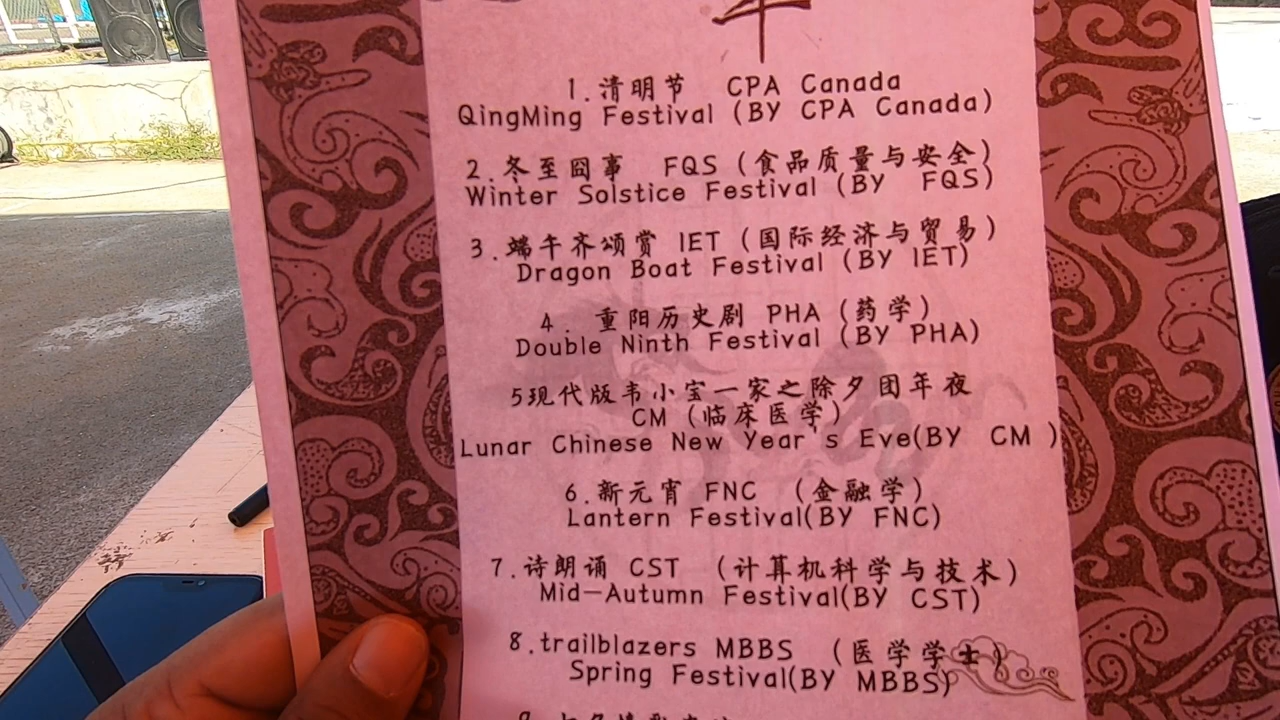 年
1.清明节 CPA Canada
QingMing Festival (BY CPA Canada)
2.冬至囧事 FQS (食品质量与安全)
Winter Solstice Festival (BY FQS)
3.端午齐颂赏 IET (国际经济与贸易)
Dragon Boat Festival (BY IET)
4. 重阳历史剧 PHA (药学)
Double Ninth Festival (BY PHA)
5现代版韦小宝一家之除夕团年夜
CM (临床医学)
Lunar Chinese New Year's Eve(BY CM )
6.新元宵 FNC (金融学)
Lantern Festival(BY FNC)
7.诗朗诵 CST (计算机科学与技术)
Mid-Autumn Festival(BY CST)
8.trailblazers MBBS (医学学士)
Spring Festival(BY MBBS)